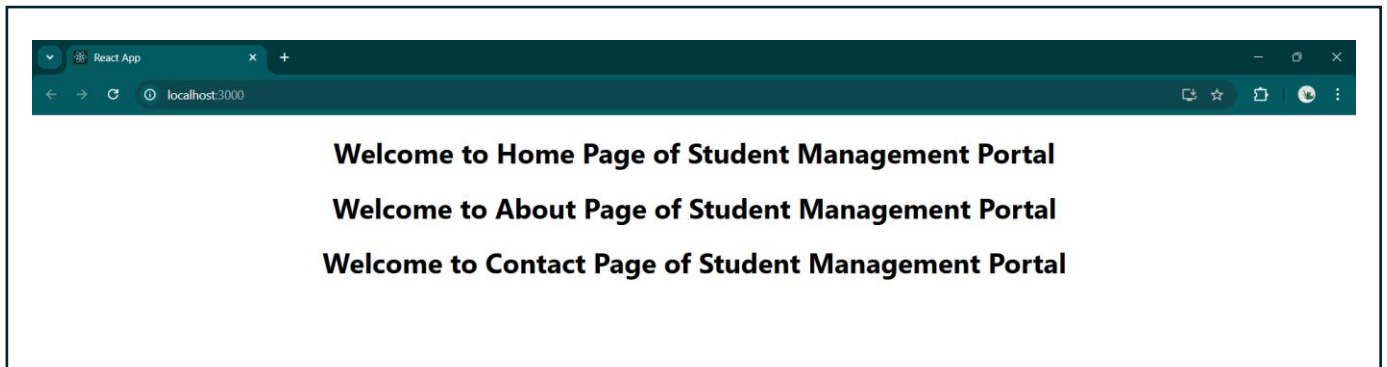 React App
localhost:3000
Welcome to Home Page of Student Management Portal
Welcome to About Page of Student Management Portal
Welcome to Contact Page of Student Management Portal